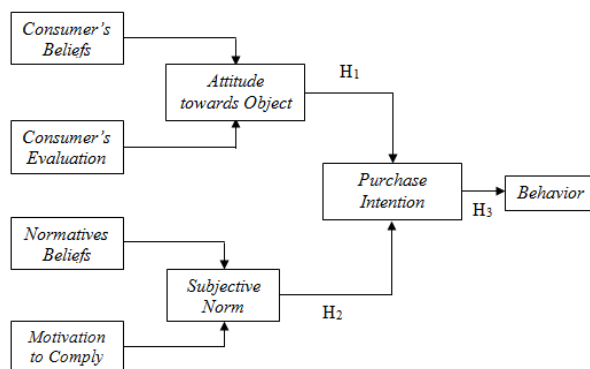 Consumer's
Beliefs
Attitude
towards Object
H1
Consumer's
Evaluation
Purchase
Intention
H3
Behavior
Normatives
Beliefs
Subjective
Norm
H2
Motivation
to Comply